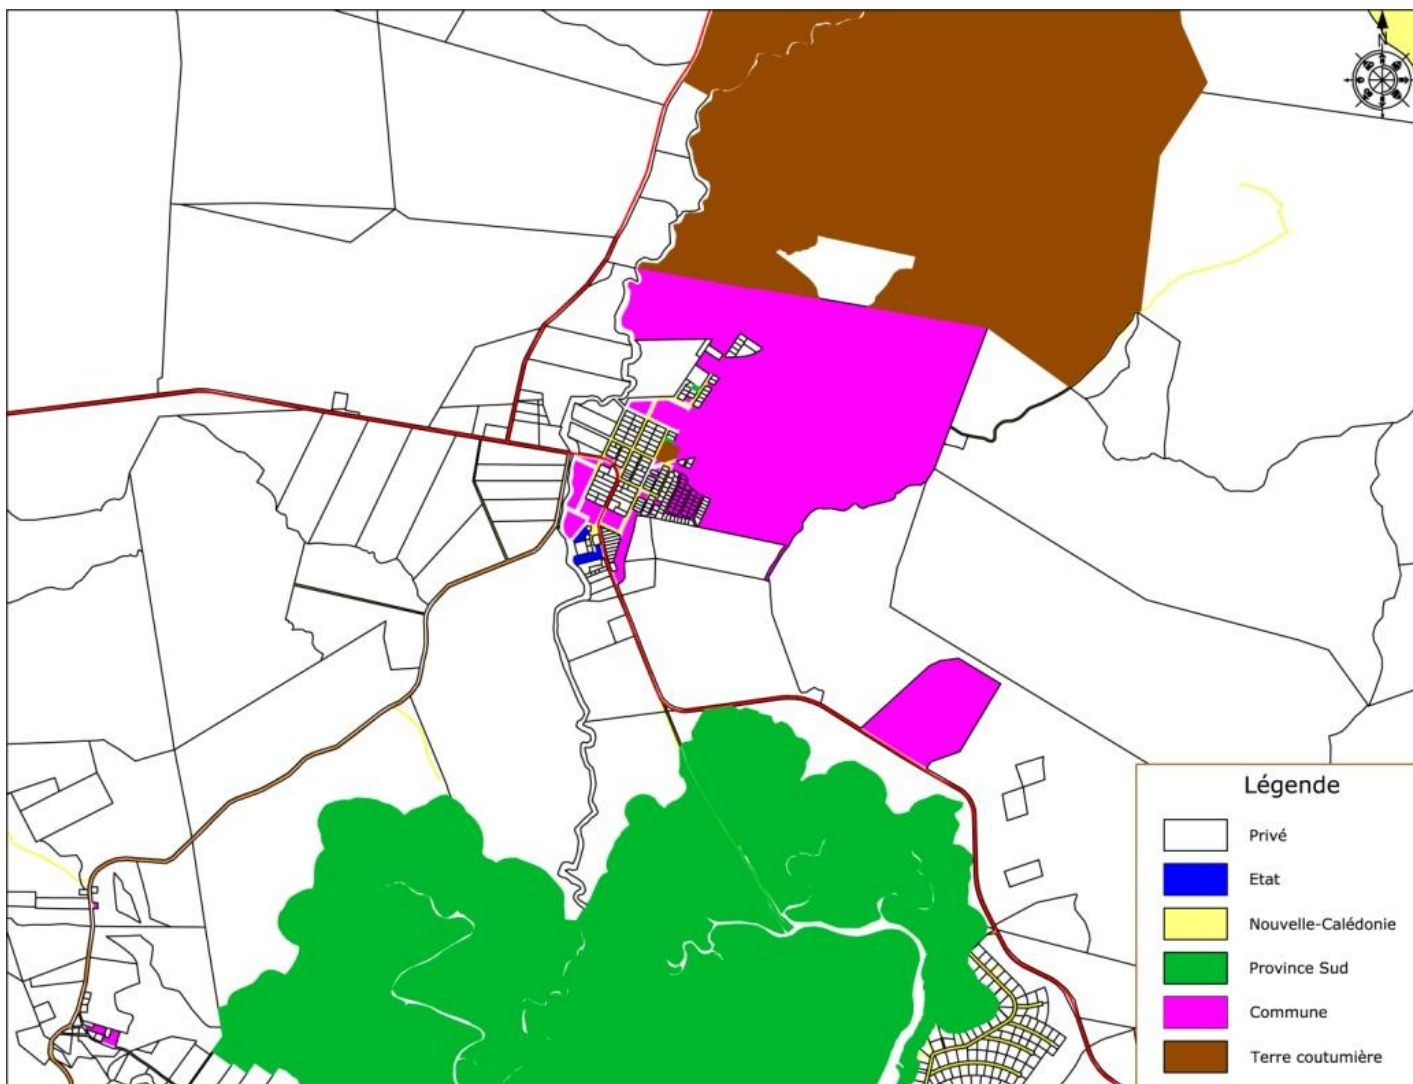 N
Légende
Privé
Etat
Nouvelle-Calédonie
Province Sud
Commune
Terre coutumière